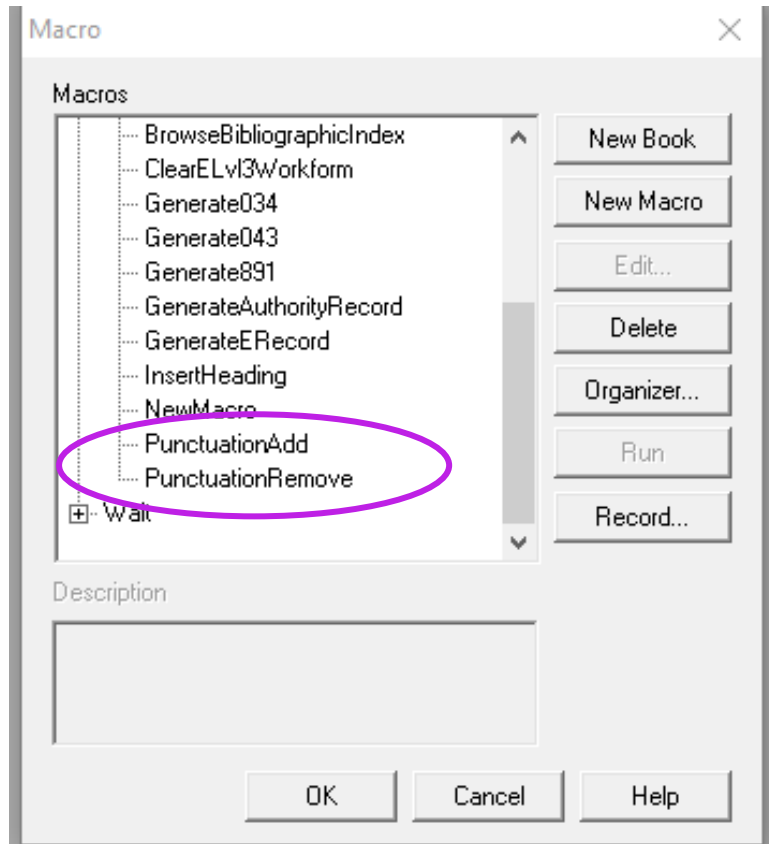 Macro
Macros
BrowseBibliographicIndex
ClearELvl3Workform
Generate034
Generate043
Generate891
GenerateAuthorityRecord
GenerateERecord
InsertHeading
NewMacro
PunctuationAdd
PunctuationRemove
Wait
New Book
New Macro
Edit...
Delete
Organizer...
Run
Record...
Description
OK
Cancel
Help